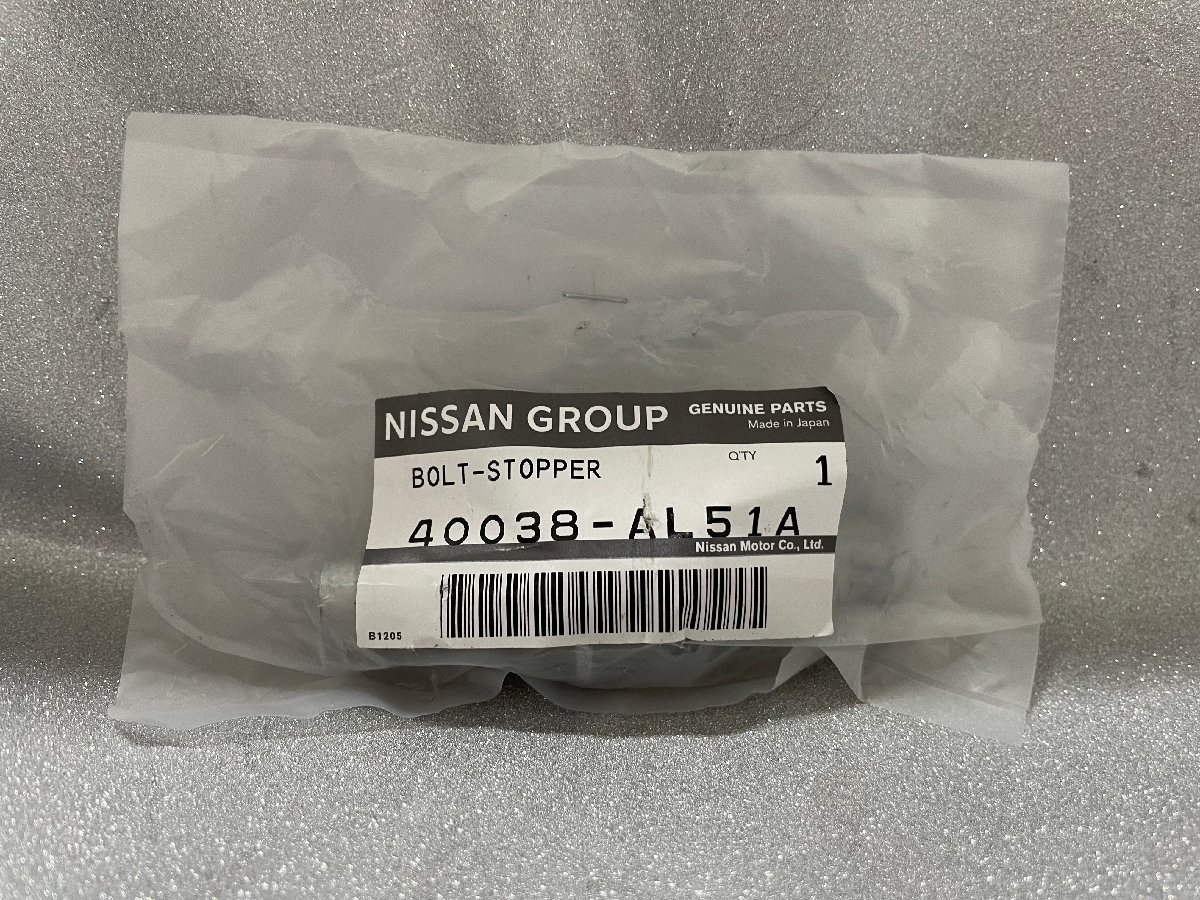 NISSAN GROUP GENUINE PARTS
Made in Japan
BOLT-STOPPER Q'TY 1
40038-AL51A
Nissan Motor Co., Ltd.
B1205